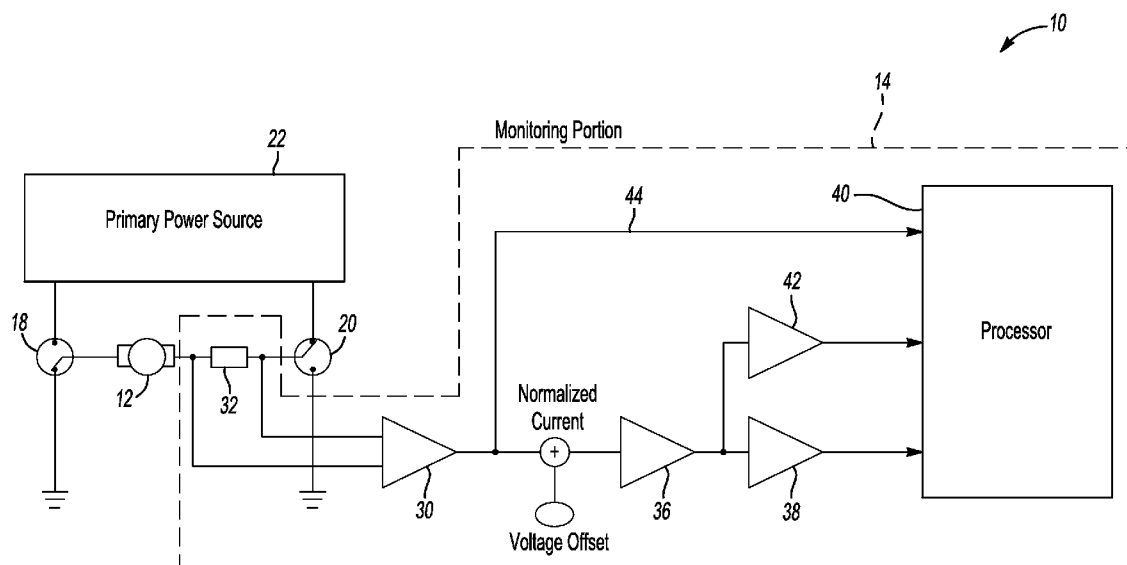 10
14
Monitoring Portion
22
Primary Power Source
44
40
42
18
20
Processor
12
32
Normalized
Current
+
30
36
38
Voltage Offset